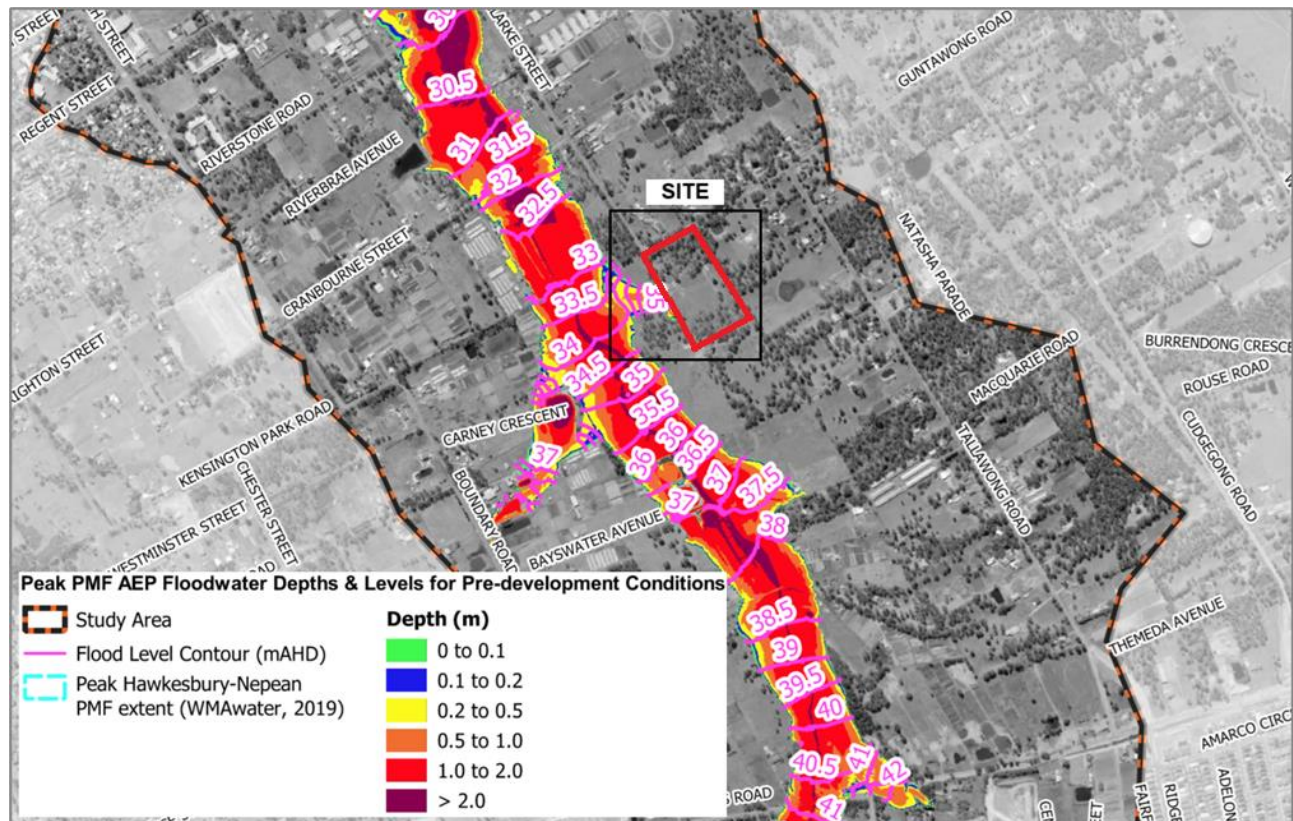 30.5
31
31.5
32
32.5
SITE
33
33.5
35
34
34.5
35
35.5
36
36.5
36
37
37
37.5
37
38
38.5
39
39.5
40
40.5
41
42
41
REGENT STREET
RIVERSTONE ROAD
RIVERBRAE AVENUE
CRANBOURNE STREET
GUNTAWONG ROAD
NATASHA PARADE
MACQUARIE ROAD
ROUSE ROAD
CUDGEGONG ROAD
TALLAWONG ROAD
KENSINGTON PARK ROAD
CHESTER STREET
CARNEY CRESCENT
BOUNDARY ROAD
BAYSWATER AVENUE
THEMEDA AVENUE
Peak PMF AEP Floodwater Depths & Levels for Pre-development Conditions
Study Area
Flood Level Contour (mAHD)
Peak Hawkesbury-Nepean
PMF extent (WMAwater, 2019)
Depth (m)
0 to 0.1
0.1 to 0.2
0.2 to 0.5
0.5 to 1.0
1.0 to 2.0
> 2.0